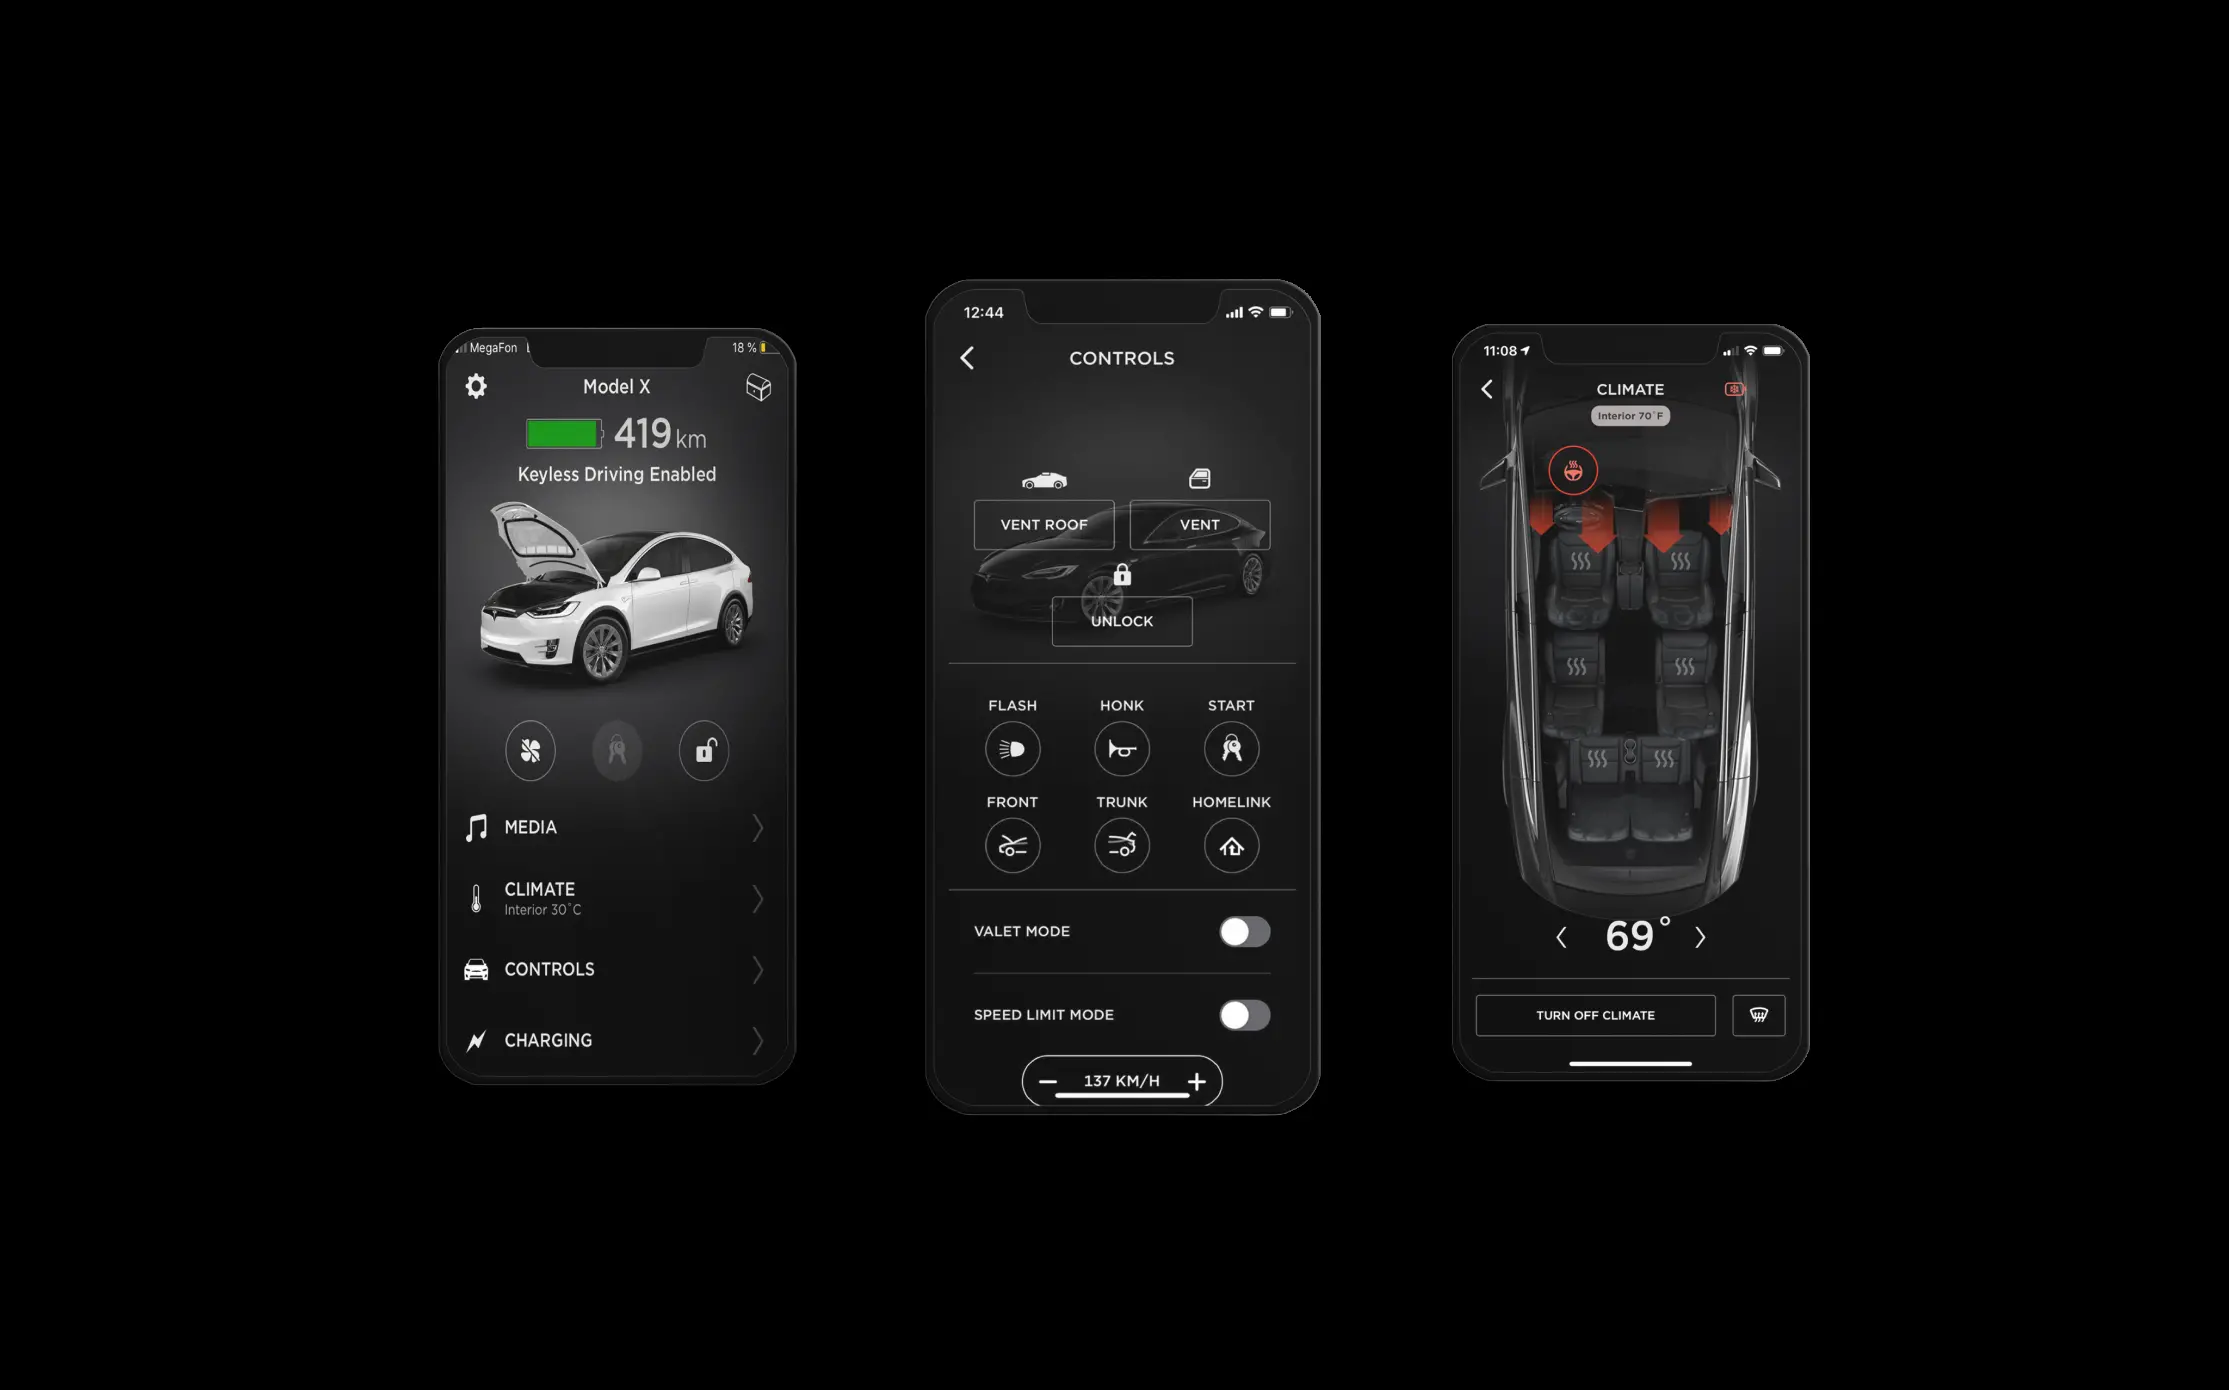 MegaFon
18 %
Model X
419 km
Keyless Driving Enabled
MEDIA
CLIMATE
Interior 30°C
CONTROLS
CHARGING
12:44
CONTROLS
VENT ROOF
VENT
UNLOCK
FLASH
HONK
START
FRONT
TRUNK
HOMELINK
VALET MODE
SPEED LIMIT MODE
137 KM/H
11:08
CLIMATE
Interior 70°F
69°
TURN OFF CLIMATE